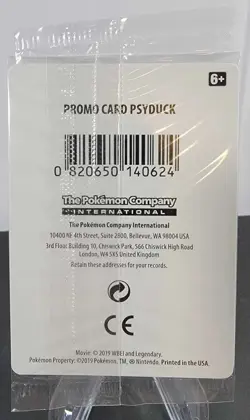 6+
PROMO CARD PSYDUCK
0 820650 140624
The Pokémon Company
INTERNATIONAL
The Pokémon Company International
10400 NE 4th Street, Suite 2800, Bellevue, WA 98004 USA
3rd Floor Building 10, Chiswick Park, 566 Chiswick High Road
London, W4 5XS United Kingdom
Retain these addresses for your records.
CE
Movie: © 2019 WBEI and Legendary.
Pokémon Property: ©2019 Pokémon. TM, ® Nintendo. Printed in the USA.